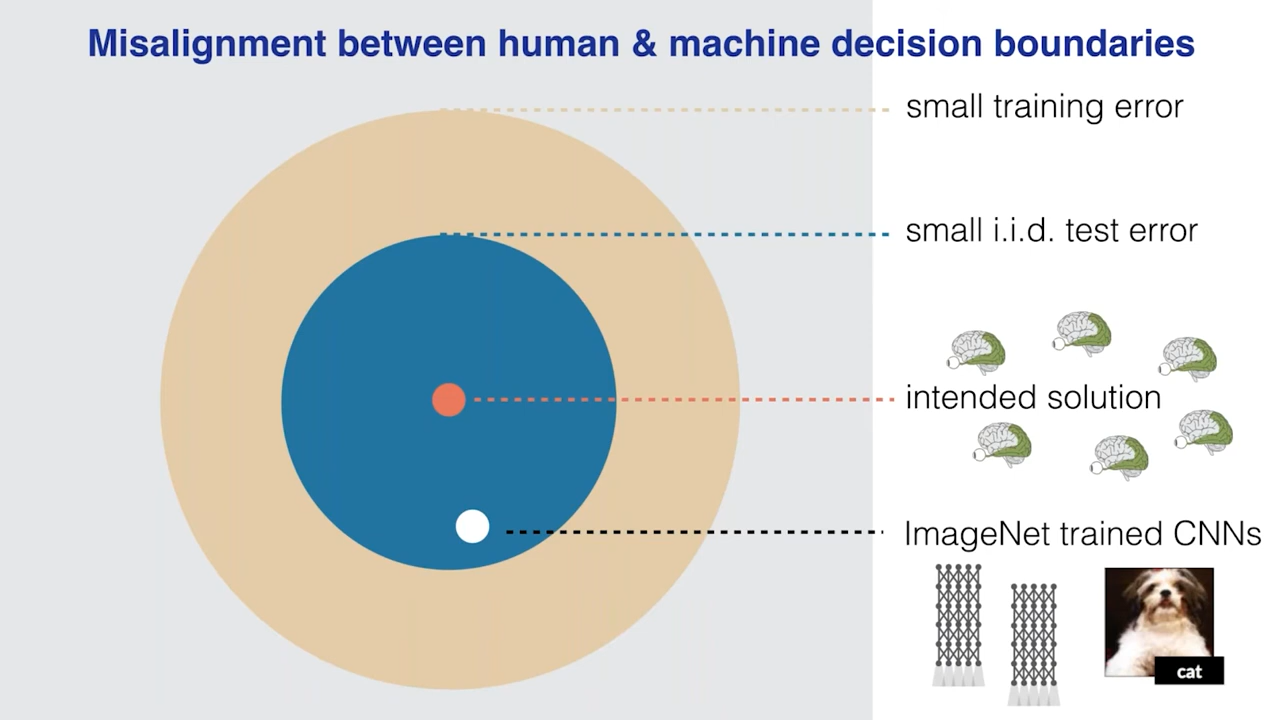 Misalignment between human & machine decision boundaries
small training error
small i.i.d. test error
intended solution
ImageNet trained CNNs
cat